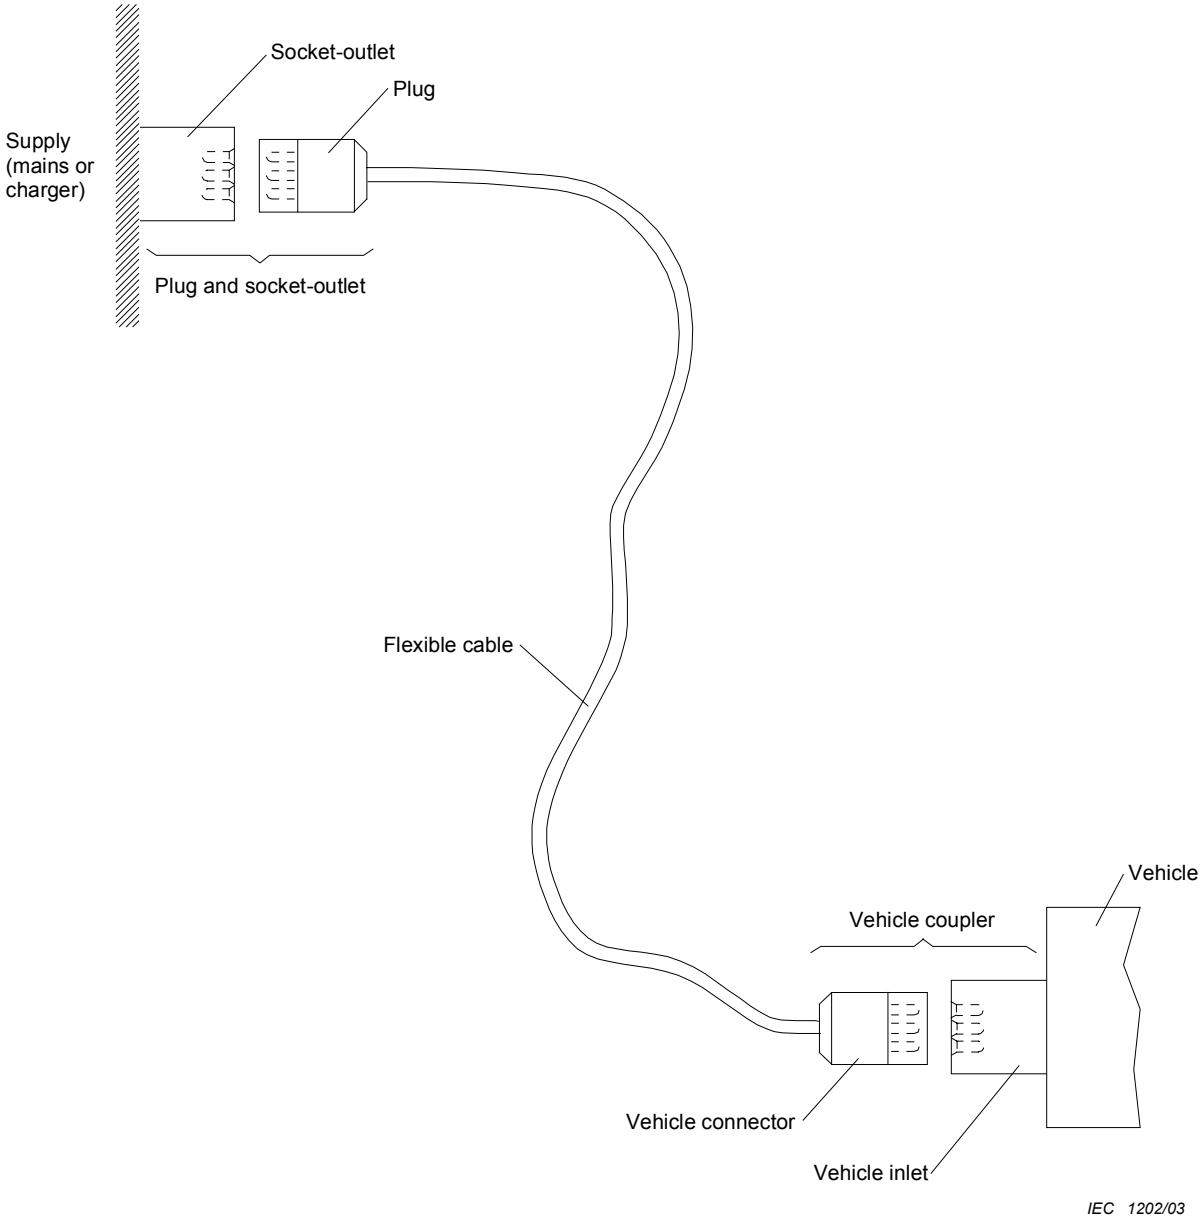 Socket-outlet
Plug
Supply
(mains or
charger)
Plug and socket-outlet
Flexible cable
Vehicle
Vehicle coupler
Vehicle connector
Vehicle inlet
IEC 1202/03